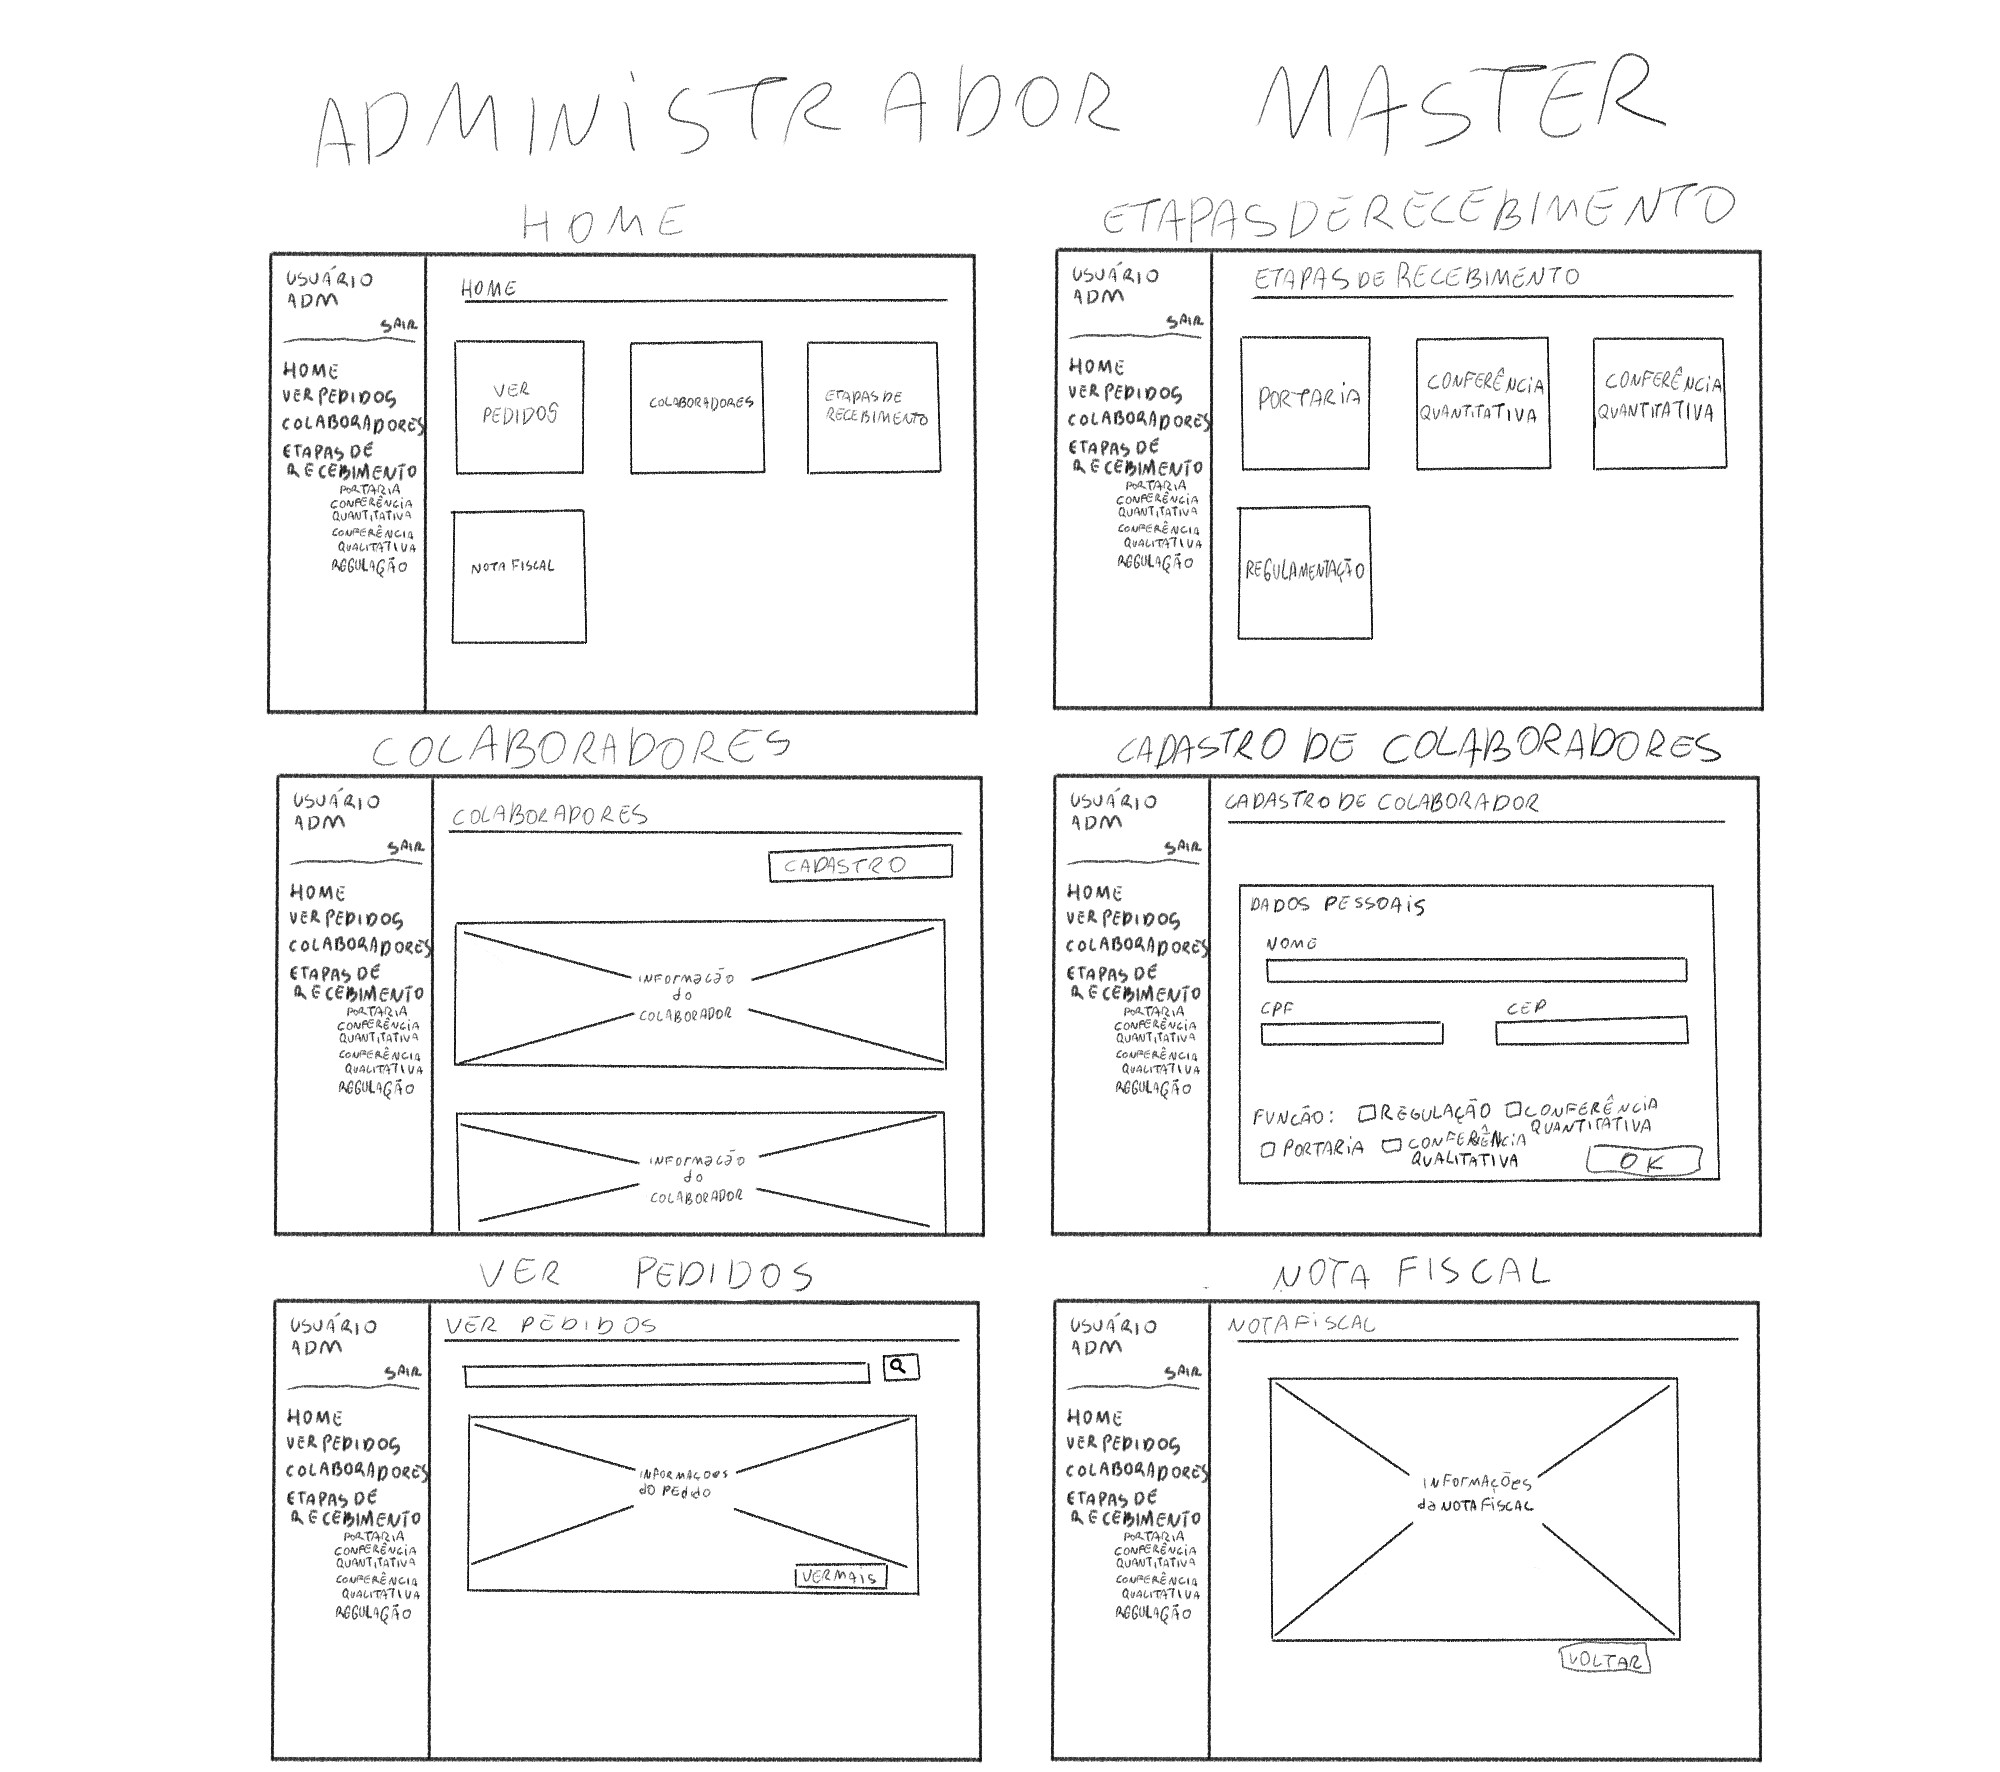 ADMINISTRADOR MASTER
HOME
USUÁRIO
ADM
SAIR
HOME
VER PEDIDOS
COLABORADORES
ETAPAS DE
RECEBIMENTO
PORTARIA
CONFERÊNCIA
QUANTITATIVA
CONFERÊNCIA
QUALITATIVA
REGULAÇÃO
HOME
VER
PEDIDOS
COLABORADORES
ETAPAS DE
RECEBIMENTO
NOTA FISCAL
ETAPAS DE RECEBIMENTO
USUÁRIO
ADM
SAIR
HOME
VER PEDIDOS
COLABORADORES
ETAPAS DE
RECEBIMENTO
PORTARIA
CONFERÊNCIA
QUANTITATIVA
CONFERÊNCIA
QUALITATIVA
REGULAÇÃO
ETAPAS DE RECEBIMENTO
PORTARIA
CONFERÊNCIA
QUANTITATIVA
CONFERÊNCIA
QUANTITATIVA
REGULAMENTAÇÃO
COLABORADORES
USUÁRIO
ADM
SAIR
HOME
VER PEDIDOS
COLABORADORES
ETAPAS DE
RECEBIMENTO
PORTARIA
CONFERÊNCIA
QUANTITATIVA
CONFERÊNCIA
QUALITATIVA
REGULAÇÃO
COLABORADORES
CADASTRO
INFORMAÇÃO
do
COLABORADOR
INFORMAÇÃO
do
COLABORADOR
CADASTRO DE COLABORADORES
USUÁRIO
ADM
SAIR
HOME
VER PEDIDOS
COLABORADORES
ETAPAS DE
RECEBIMENTO
PORTARIA
CONFERÊNCIA
QUANTITATIVA
CONFERÊNCIA
QUALITATIVA
REGULAÇÃO
CADASTRO DE COLABORADOR
DADOS PESSOAIS
NOME
CPF CEP
FUNCÃO: REGULAÇÃO CONFERÊNCIA
QUANTITATIVA
PORTARIA CONFERÊNCIA
QUALITATIVA
OK
VER PEDIDOS
USUÁRIO
ADM
SAIR
HOME
VER PEDIDOS
COLABORADORES
ETAPAS DE
RECEBIMENTO
PORTARIA
CONFERÊNCIA
QUANTITATIVA
CONFERÊNCIA
QUALITATIVA
REGULAÇÃO
VER PEDIDOS
INFORMAÇOES
do PEdido
VER MAIS
NOTA FISCAL
USUÁRIO
ADM
SAIR
HOME
VER PEDIDOS
COLABORADORES
ETAPAS DE
RECEBIMENTO
PORTARIA
CONFERÊNCIA
QUANTITATIVA
CONFERÊNCIA
QUALITATIVA
REGULAÇÃO
NOTA FISCAL
INFORMAÇÕES
da NOTA FISCAL
VOLTAR